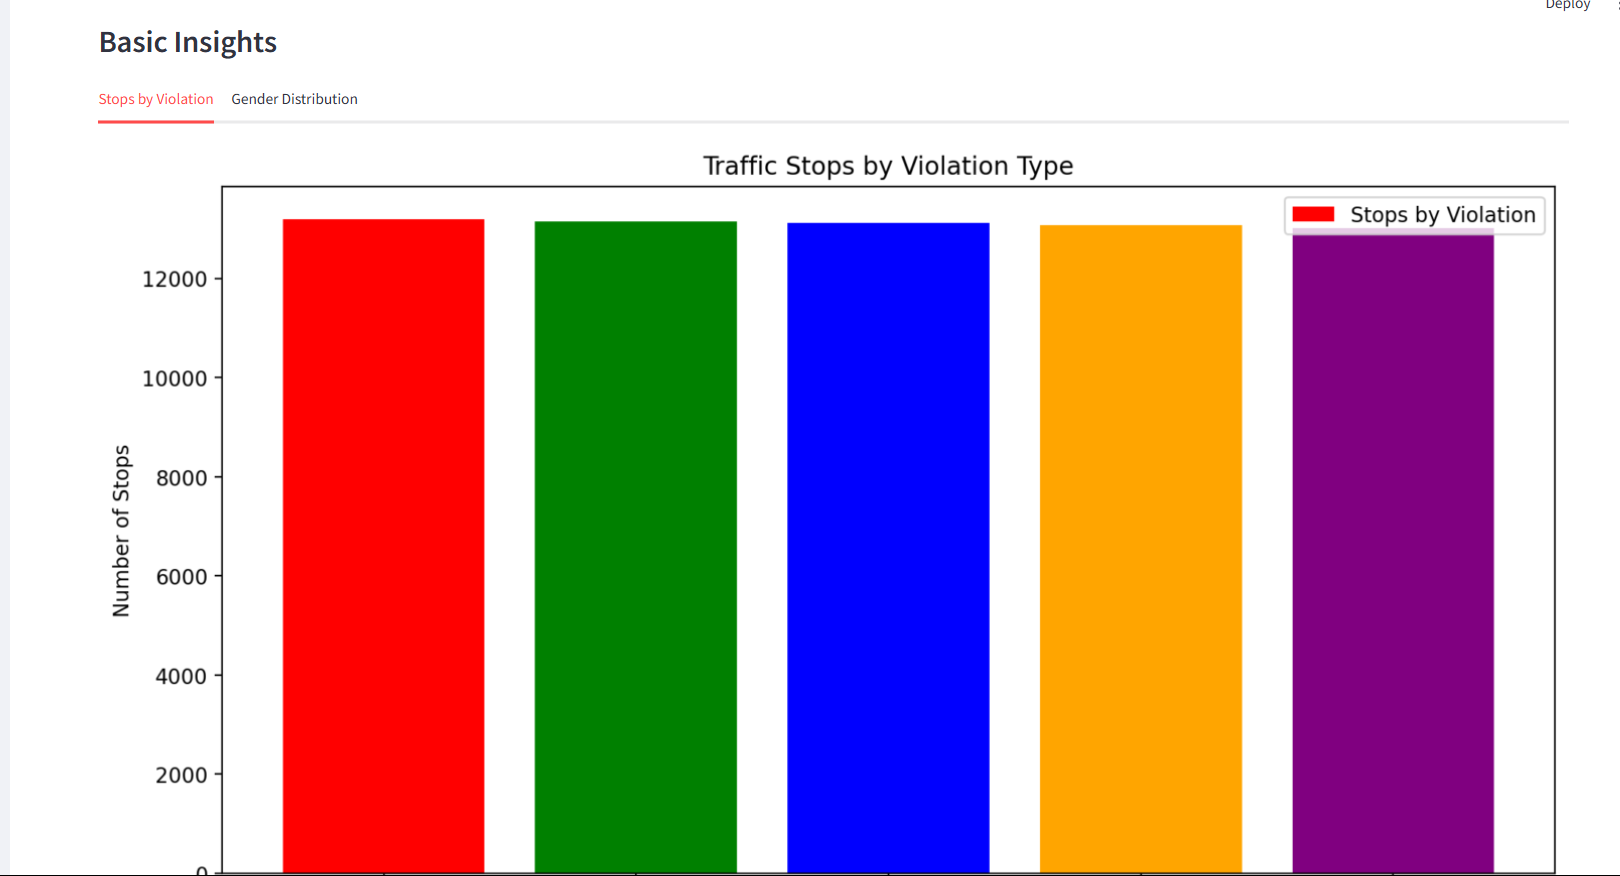 Deploy
Basic Insights
Stops by Violation
Gender Distribution
Traffic Stops by Violation Type
Stops by Violation
12000
10000
8000
6000
4000
2000
0
Number of Stops